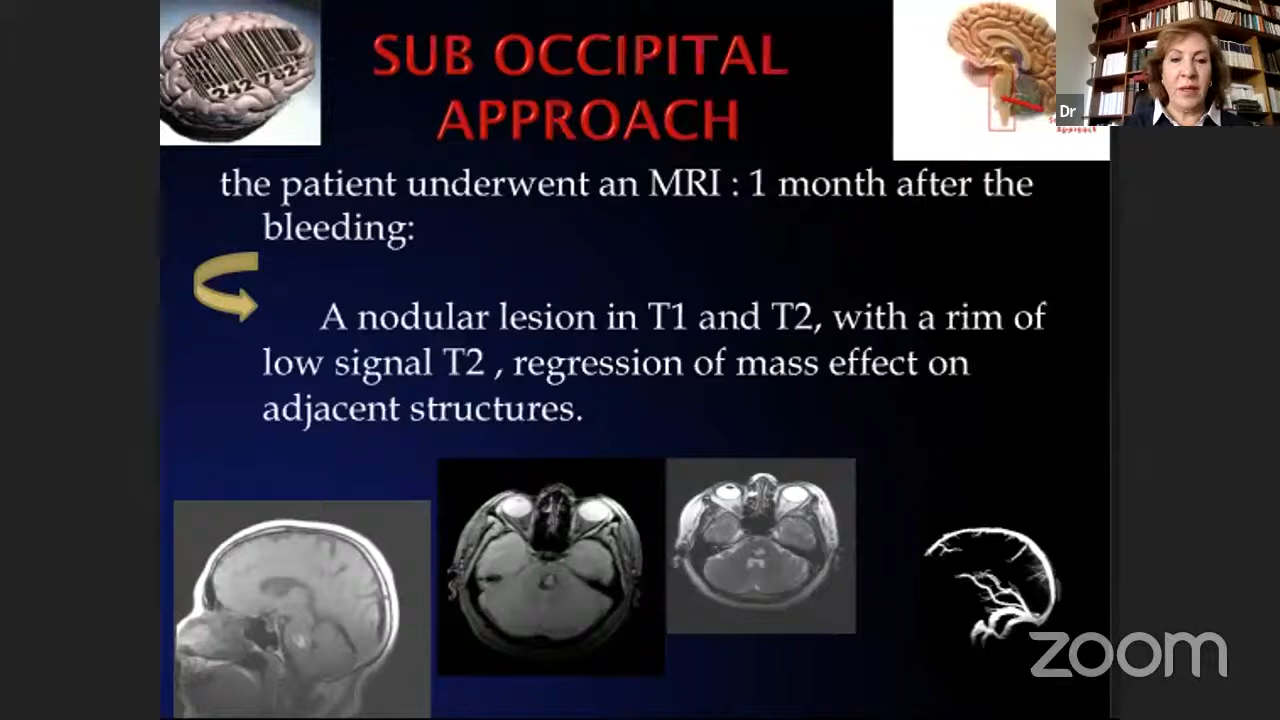 242 782
SUB OCCIPITAL
APPROACH
Dr
Approach
the patient underwent an MRI : 1 month after the
bleeding:
A nodular lesion in T1 and T2, with a rim of
low signal T2 , regression of mass effect on
adjacent structures.
zoom